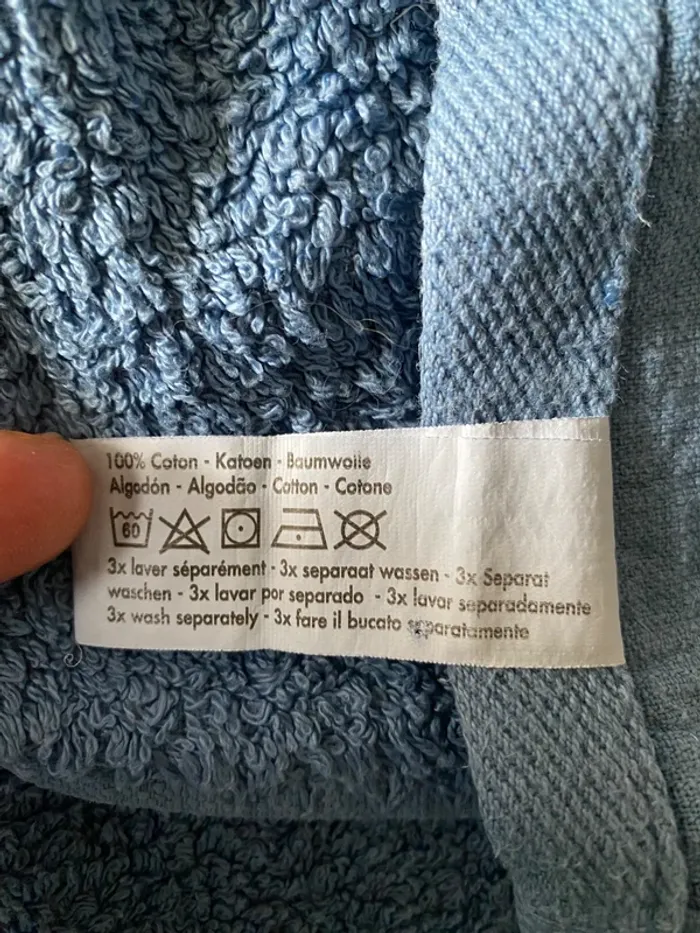 100% Coton - Katoen - Baumwolle
Algodón - Algodão - Cotton - Cotone
60
3x laver séparément - 3x separaat wassen - 3x Separat
waschen - 3x lavar por separado - 3x lavar separadamente
3x wash separately - 3x fare il bucato separatamente